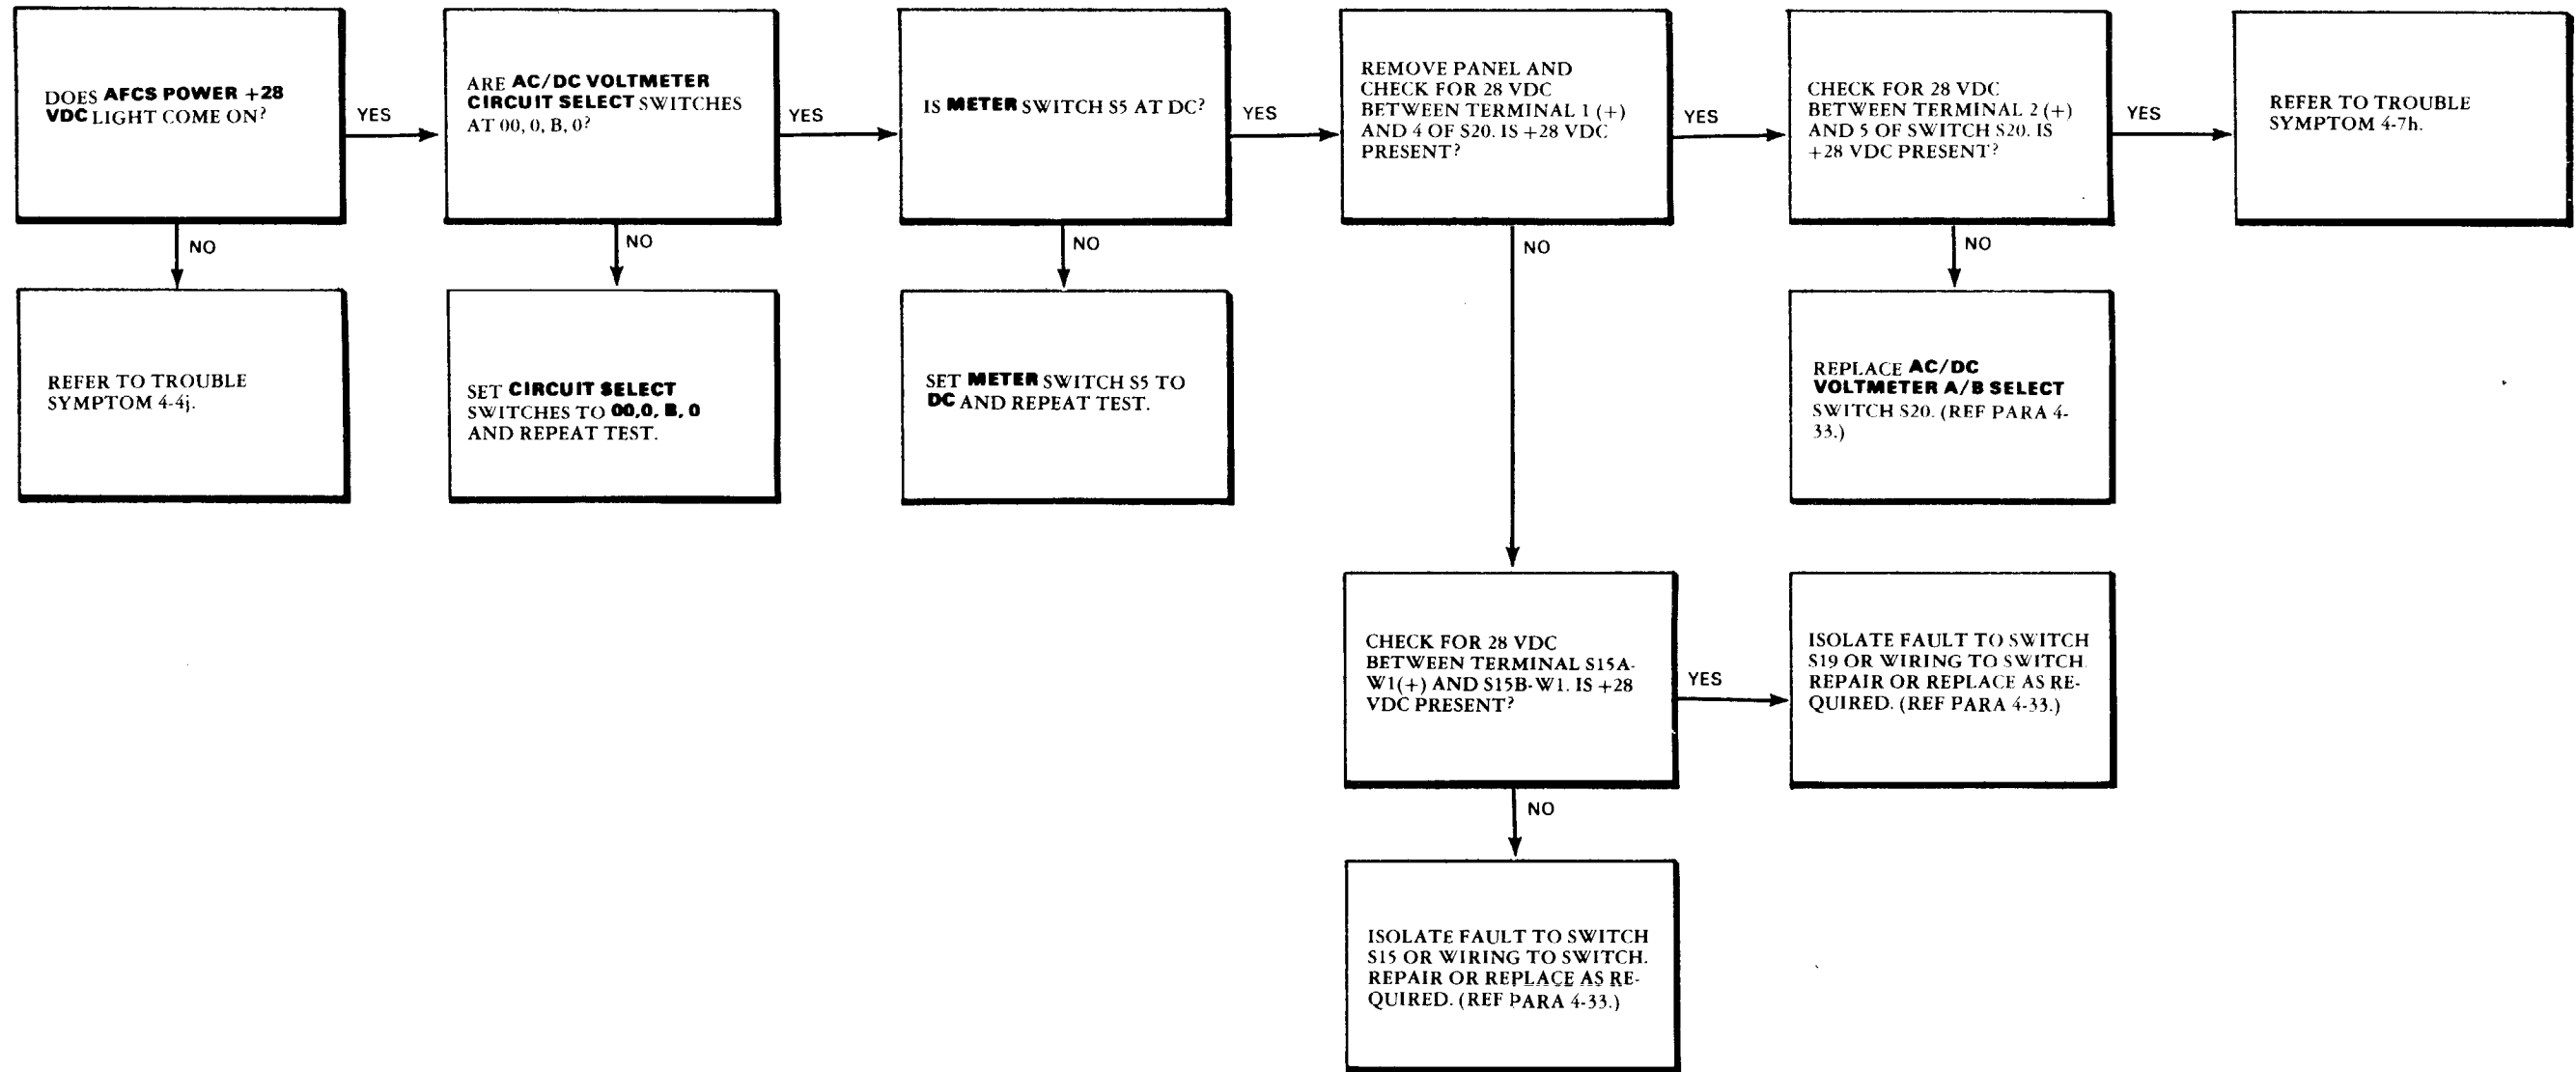 DOES AFCS POWER +28
VDC LIGHT COME ON?
YES
NO
REFER TO TROUBLE
SYMPTOM 4-4j.
ARE AC/DC VOLTMETER
CIRCUIT SELECT SWITCHES
AT 00, 0, B, 0?
YES
NO
SET CIRCUIT SELECT
SWITCHES TO 00,0, B, 0
AND REPEAT TEST.
IS METER SWITCH S5 AT DC?
YES
NO
SET METER SWITCH S5 TO
DC AND REPEAT TEST.
REMOVE PANEL AND
CHECK FOR 28 VDC
BETWEEN TERMINAL 1 (+)
AND 4 OF S20. IS +28 VDC
PRESENT?
YES
NO
CHECK FOR 28 VDC
BETWEEN TERMINAL 2 (+)
AND 5 OF SWITCH S20. IS
+28 VDC PRESENT?
YES
NO
REFER TO TROUBLE
SYMPTOM 4-7h.
REPLACE AC/DC
VOLTMETER A/B SELECT
SWITCH S20. (REF PARA 4-
33.)
CHECK FOR 28 VDC
BETWEEN TERMINAL S15A-
W1(+) AND S15B-W1. IS +28
VDC PRESENT?
YES
NO
ISOLATE FAULT TO SWITCH
S19 OR WIRING TO SWITCH.
REPAIR OR REPLACE AS RE-
QUIRED. (REF PARA 4-33.)
ISOLATE FAULT TO SWITCH
S15 OR WIRING TO SWITCH.
REPAIR OR REPLACE AS RE-
QUIRED. (REF PARA 4-33.)